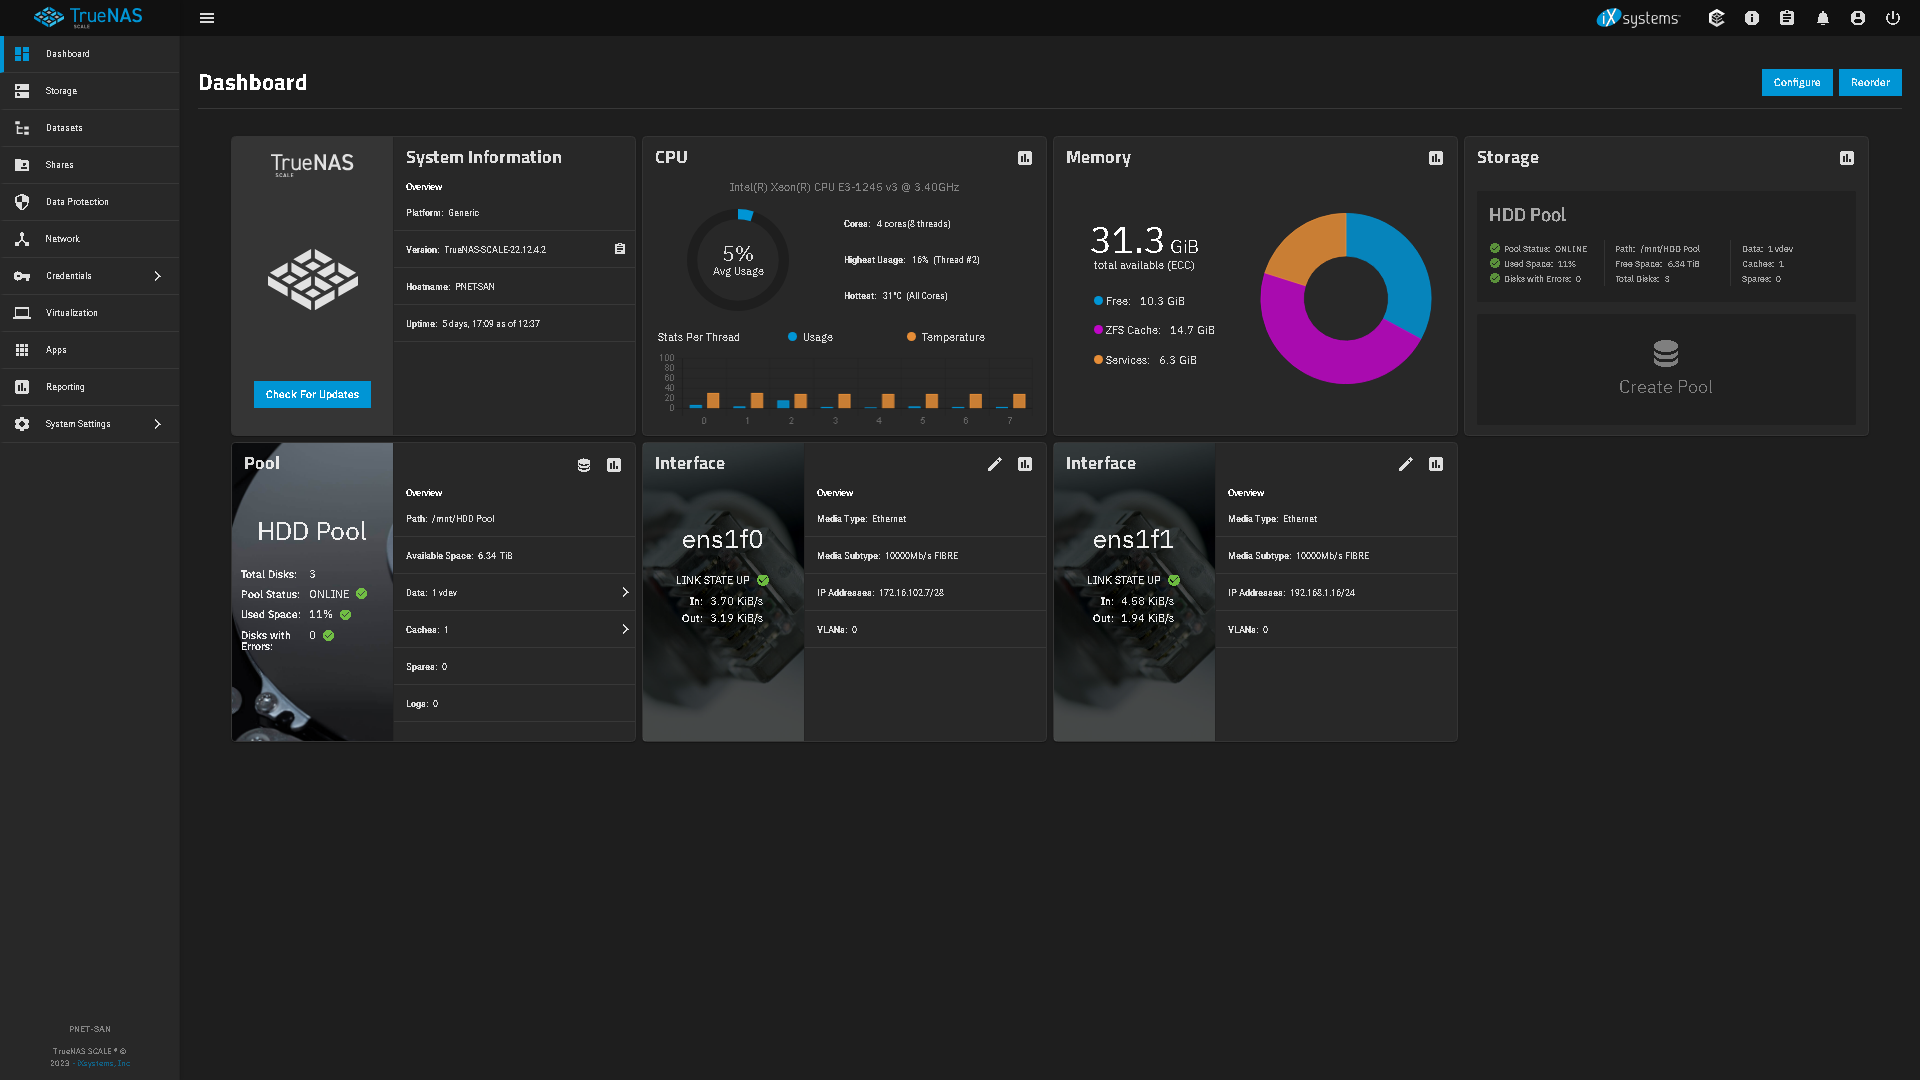 TrueNAS
SCALE
iXsystems
Dashboard
Storage
Datasets
Shares
Data Protection
Network
Credentials
Virtualization
Apps
Reporting
System Settings
PNET-SAN
TrueNAS SCALE ® ©
2023 - iXsystems, Inc
Dashboard
Configure
Reorder
TrueNAS
SCALE
Check For Updates
System Information
Overview
Platform: Generic
Version: TrueNAS-SCALE-22.12.4.2
Hostname: PNET-SAN
Uptime: 5 days, 17:09 as of 12:37
CPU
Intel(R) Xeon(R) CPU E3-1245 v3 @ 3.40GHz
5%
Avg Usage
Cores: 4 cores(8 threads)
Highest Usage: 16% (Thread #2)
Hottest: 31°C (All Cores)
Stats Per Thread
Usage
Temperature
100
80
60
40
20
0
0 1 2 3 4 5 6 7
Memory
31.3 GiB
total available (ECC)
Free: 10.3 GiB
ZFS Cache: 14.7 GiB
Services: 6.3 GiB
Storage
HDD Pool
Pool Status: ONLINE
Used Space: 11%
Disks with Errors: 0
Path: /mnt/HDD Pool
Free Space: 6.34 TiB
Total Disks: 3
Data: 1 vdev
Caches: 1
Spares: 0
Create Pool
Pool
HDD Pool
Total Disks: 3
Pool Status: ONLINE
Used Space: 11%
Disks with Errors: 0
Overview
Path: /mnt/HDD Pool
Available Space: 6.34 TiB
Data: 1 vdev
Caches: 1
Spares: 0
Logs: 0
Interface
ens1f0
LINK STATE UP
In: 3.70 KiB/s
Out: 3.19 KiB/s
Overview
Media Type: Ethernet
Media Subtype: 10000Mb/s FIBRE
IP Addresses: 172.16.102.7/28
VLANs: 0
Interface
ens1f1
LINK STATE UP
In: 4.58 KiB/s
Out: 1.94 KiB/s
Overview
Media Type: Ethernet
Media Subtype: 10000Mb/s FIBRE
IP Addresses: 192.168.1.16/24
VLANs: 0